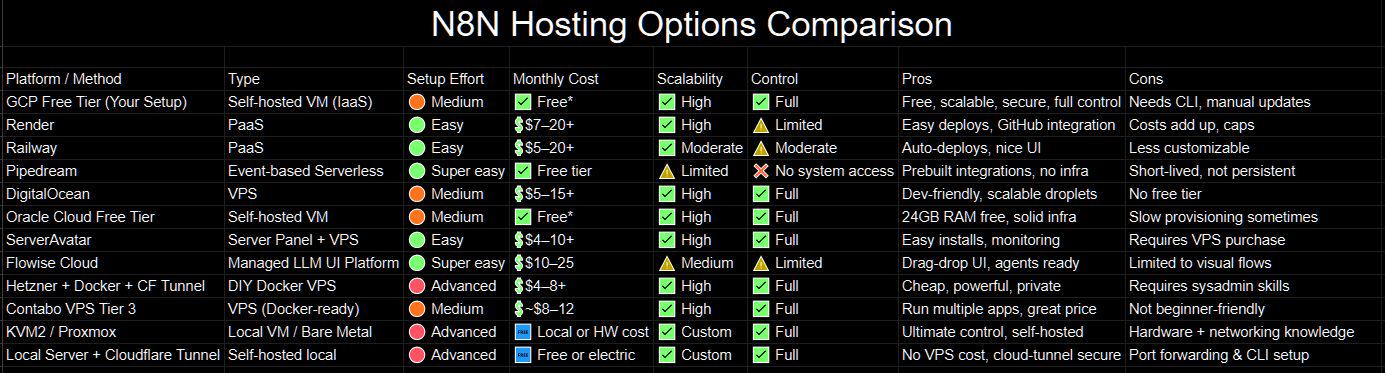 N8N Hosting Options Comparison
Platform / Method Type Setup Effort Monthly Cost Scalability Control Pros Cons
GCP Free Tier (Your Setup) Self-hosted VM (IaaS) 🟠 Medium ✅ Free* ✅ High ✅ Full Free, scalable, secure, full control Needs CLI, manual updates
Render PaaS 🟢 Easy 💲$7–20+ ✅ High ⚠️ Limited Easy deploys, GitHub integration Costs add up, caps
Railway PaaS 🟢 Easy 💲$5–20+ ✅ Moderate ⚠️ Moderate Auto-deploys, nice UI Less customizable
Pipedream Event-based Serverless 🟢 Super easy ✅ Free tier ⚠️ Limited ❌ No system access Prebuilt integrations, no infra Short-lived, not persistent
DigitalOcean VPS 🟠 Medium 💲$5–15+ ✅ High ✅ Full Dev-friendly, scalable droplets No free tier
Oracle Cloud Free Tier Self-hosted VM 🟠 Medium ✅ Free* ✅ High ✅ Full 24GB RAM free, solid infra Slow provisioning sometimes
ServerAvatar Server Panel + VPS 🟢 Easy 💲$4–10+ ✅ High ✅ Full Easy installs, monitoring Requires VPS purchase
Flowise Cloud Managed LLM UI Platform 🟢 Super easy 💲$10–25 ⚠️ Medium ⚠️ Limited Drag-drop UI, agents ready Limited to visual flows
Hetzner + Docker + CF Tunnel DIY Docker VPS 🔴 Advanced 💲$4–8+ ✅ High ✅ Full Cheap, powerful, private Requires sysadmin skills
Contabo VPS Tier 3 VPS (Docker-ready) 🟠 Medium 💲~$8–12 ✅ High ✅ Full Run multiple apps, great price Not beginner-friendly
KVM2 / Proxmox Local VM / Bare Metal 🔴 Advanced 🆓 Local or HW cost ✅ Custom ✅ Full Ultimate control, self-hosted Hardware + networking knowledge
Local Server + Cloudflare Tunnel Self-hosted local 🔴 Advanced 🆓 Free or electric ✅ Custom ✅ Full No VPS cost, cloud-tunnel secure Port forwarding & CLI setup